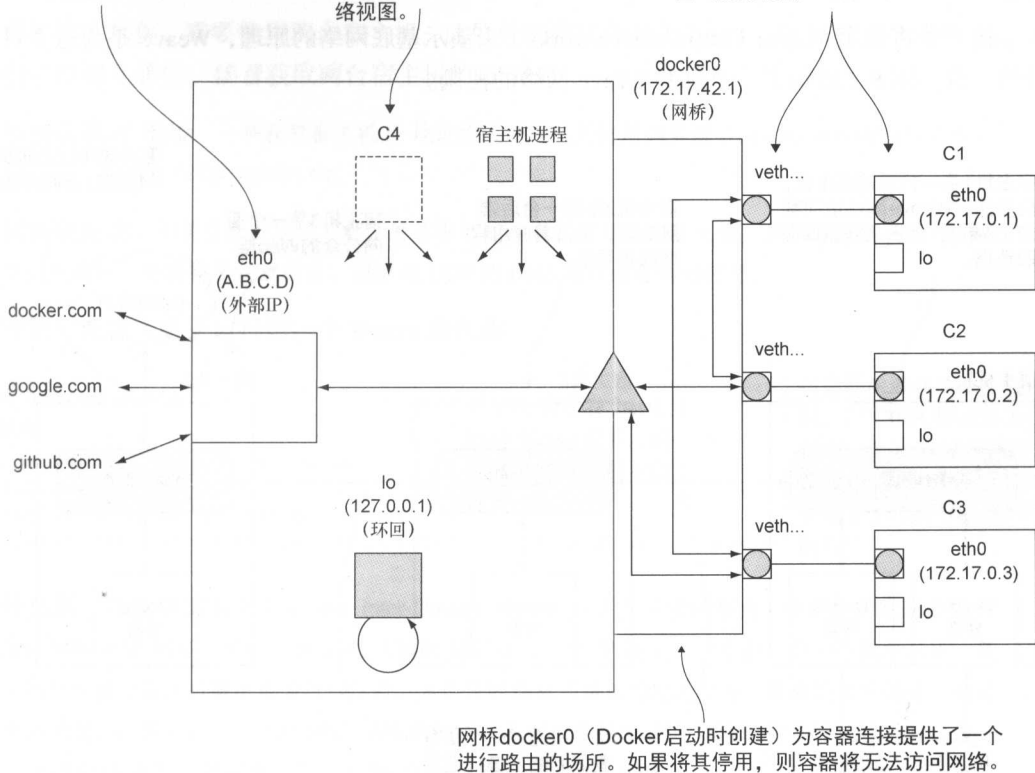 络视图。
docker0
(172.17.42.1)
（网桥）
C4
宿主机进程
veth...
C1
eth0
(172.17.0.1)
lo
eth0
(A.B.C.D)
（外部IP）
docker.com
google.com
github.com
veth...
C2
eth0
(172.17.0.2)
lo
lo
(127.0.0.1)
（环回）
veth...
C3
eth0
(172.17.0.3)
lo
网桥docker0（Docker启动时创建）为容器连接提供了一个
进行路由的场所。如果将其停用，则容器将无法访问网络。